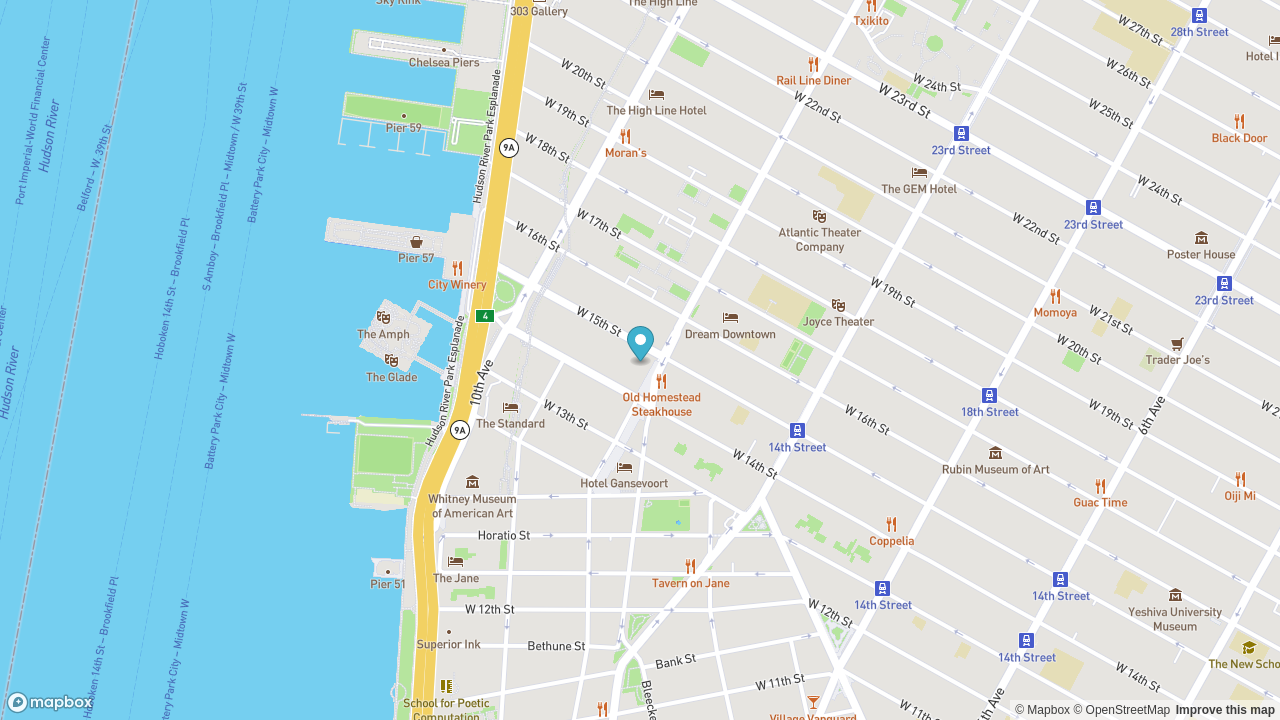 Sky Rink
303 Gallery
The High Line
Txikito
28th Street
W 27th St
Hotel I
Chelsea Piers
W 20th St
Rail Line Diner
W 24th St
W 26th St
Port Imperial-World Financial Center
Hudson River
Belford – W. 39th St
S Amboy – Brookfield Pl – Midtown / W 39th St
Battery Park City – Midtown W
Pier 59
Hudson River Park Esplanade
W 19th St
The High Line Hotel
W 22nd St
W 23rd St
W 25th St
Black Door
9A
W 18th St
Moran's
23rd Street
The GEM Hotel
W 24th St
Hoboken 14th St – Brookfield Pl
Pier 57
W 17th St
W 16th St
Atlantic Theater
Company
23rd Street
W 22nd St
Poster House
City Winery
W 19th St
23rd Street
Momoya
4
The Amph
W 15th St
Dream Downtown
Joyce Theater
W 21st St
W 20th St
Trader Joe's
The Glade
Hudson River
Battery Park City – Midtown W
Hudson River Park Esplanade
10th Ave
Old Homestead
Steakhouse
The Standard
W 13th St
W 16th St
18th Street
W 19th St
6th Ave
9A
14th Street
W 14th St
Rubin Museum of Art
Hotel Gansevoort
Whitney Museum
of American Art
Guac Time
Oiji Mi
Horatio St
Coppelia
Pier 51
The Jane
Tavern on Jane
14th Street
14th Street
W 12th St
W 12th St
Yeshiva University
Museum
Superior Ink
Bethune St
Bank St
14th Street
The New Scho
Hoboken 14th St – Brookfield Pl
Battery Park City – Midtown W
W 11th St
W 14th St
School for Poetic
Computation
Bleecke
Village Vanguard
W 11th
mapbox
© Mapbox © OpenStreetMap Improve this map